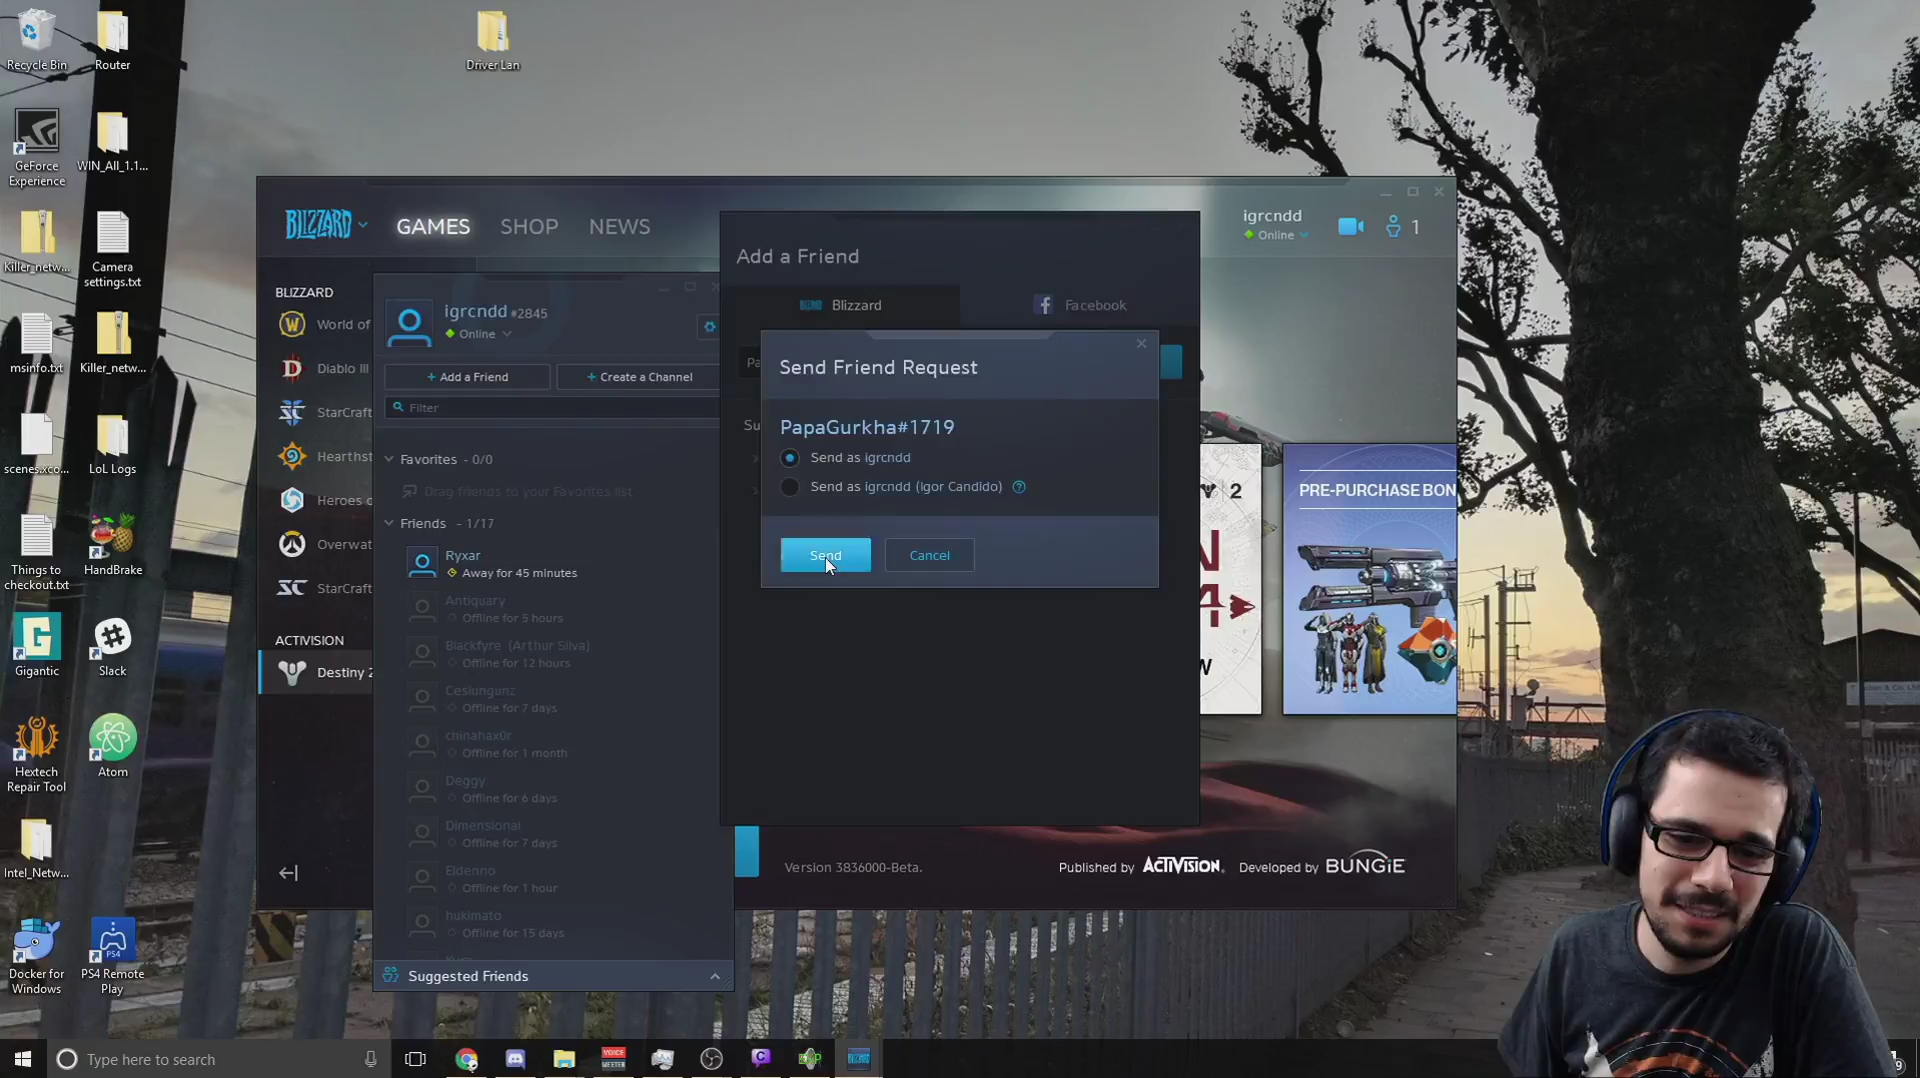 Recycle Bin
Router
Driver Lan
GeForce
Experience
WIN_All_1.1...
Killer_netw...
Camera
settings.txt
msinfo.txt
Killer_netw...
scenes.xco...
LoL Logs
Things to
checkout.txt
HandBrake
Gigantic
Slack
Hextech
Repair Tool
Atom
Intel_Netw...
Docker for
Windows
PS4 Remote
Play
BLIZZARD
GAMES
SHOP
NEWS
igrcndd
Online
1
BLIZZARD
World of
Diablo III
StarCraft
Hearthst
Heroes o
Overwat
StarCraft
ACTIVISION
Destiny 2
igrcndd #2845
Online
+ Add a Friend
+ Create a Channel
Filter
Favorites - 0/0
Drag friends to your Favorites list
Friends - 1/17
Ryxar
Away for 45 minutes
Antiquary
Offline for 5 hours
Blackfyre (Arthur Silva)
Offline for 12 hours
Ceslungunz
Offline for 7 days
chinahax0r
Offline for 1 month
Deggy
Offline for 6 days
Dimensional
Offline for 7 days
Eldenno
Offline for 1 hour
hukimato
Offline for 15 days
Suggested Friends
Add a Friend
Blizzard
Facebook
Pa
Su
Send Friend Request
PapaGurkha#1719
Send as igrcndd
Send as igrcndd (Igor Candido)
Send
Cancel
2
N
W
PRE-PURCHASE BON
Version 3836000-Beta.
Published by ACTIVISION.
Developed by BUNGIE
Type here to search
VOICE
MEETER